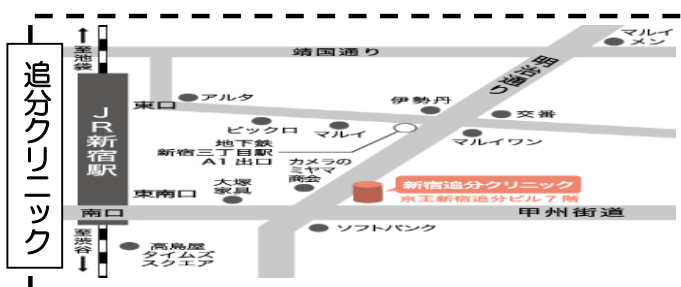 追分クリニック
至池袋
JR新宿駅
至渋谷
東口
東南口
南口
靖国通り
明治通り
甲州街道
マルイ
メン
アルタ
伊勢丹
交番
ビックロ
マルイ
マルイワン
地下鉄
新宿三丁目駅
A1出口
カメラの
ミヤマ
商会
大塚
家具
新宿追分クリニック
京王新宿追分ビル7階
ソフトバンク
高島屋
タイムズ
スクエア